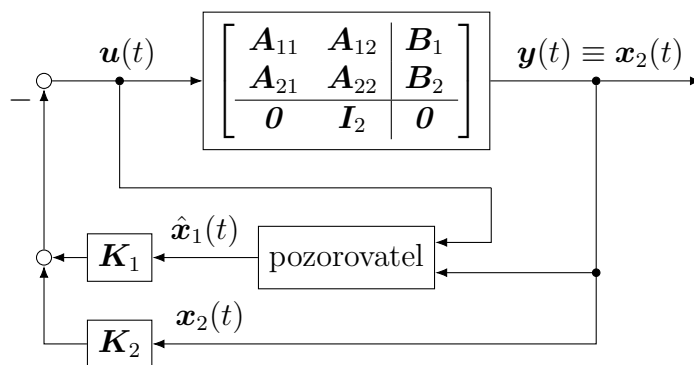 𝒖(t)
𝑨₁₁ 𝑨₁₂ 𝑩₁
𝑨₂₁ 𝑨₂₂ 𝑩₂
𝟎 𝑰₂ 𝟎
𝒚(t) ≡ 𝒙₂(t)
−
𝒙̂₁(t)
𝑲₁
pozorovatel
𝒙₂(t)
𝑲₂